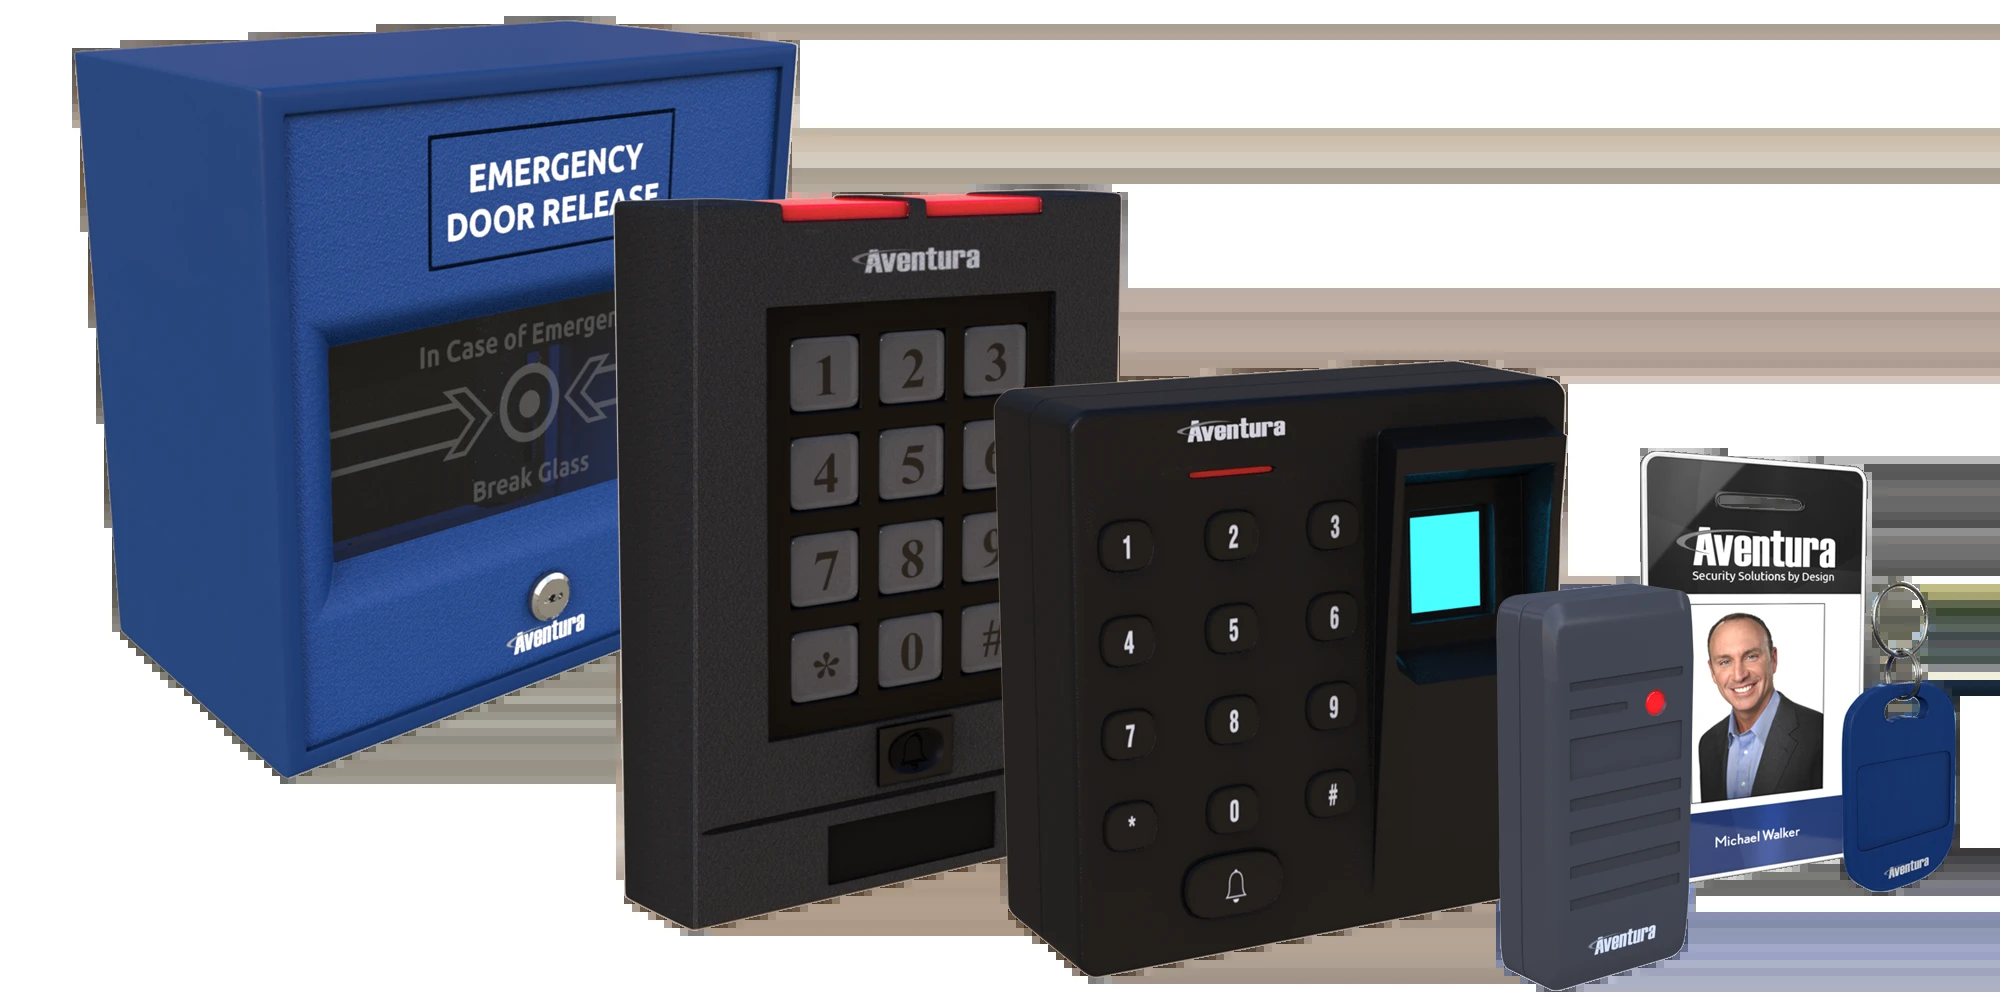 EMERGENCY
DOOR RELEASE
In Case of
Break Glass
Aventura
Aventura
1 2 3
4 5
7 8 9
* 0 #
Aventura
1 2 3
4 5 6
7 8 9
* 0 #
Aventura
Aventura
Security Solutions by Design
Michael Walker
Aventura